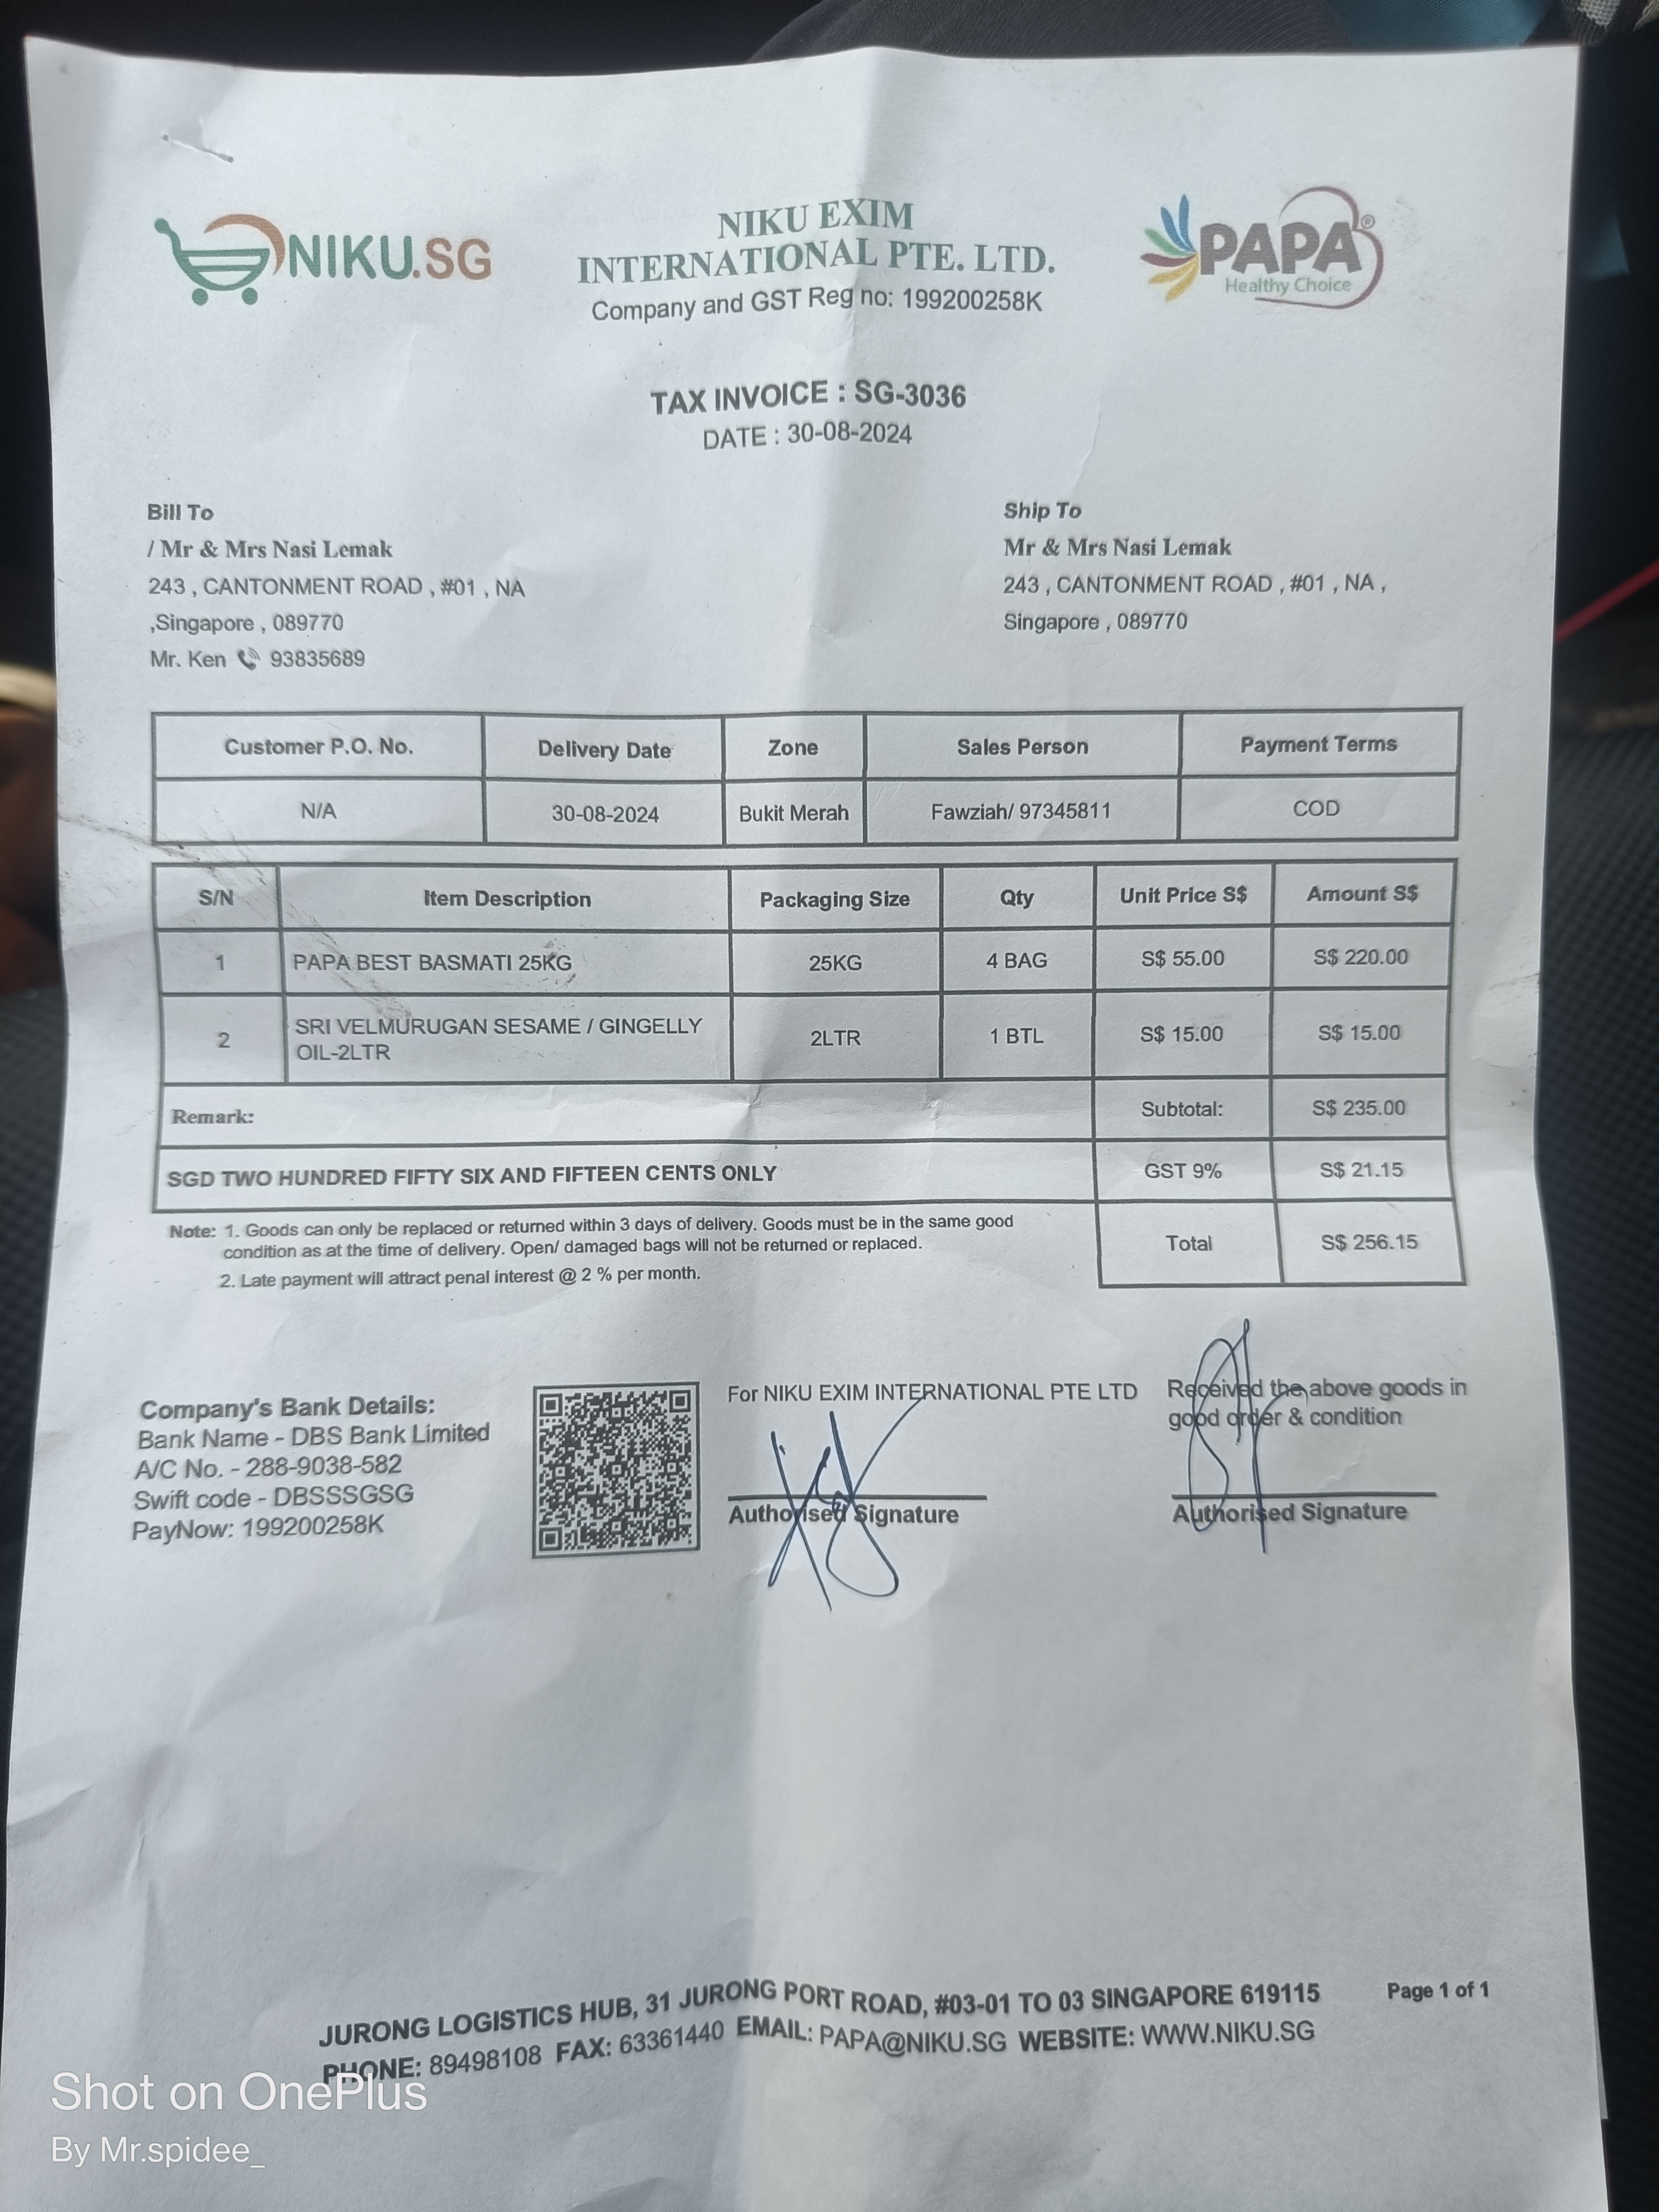 NIKU.SG
NIKU EXIM
INTERNATIONAL PTE. LTD.
Company and GST Reg no: 199200258K
PAPA®
Healthy Choice
TAX INVOICE : SG-3036
DATE : 30-08-2024
Bill To
/ Mr & Mrs Nasi Lemak
243 , CANTONMENT ROAD , #01 , NA
,Singapore , 089770
Mr. Ken 93835689
Ship To
Mr & Mrs Nasi Lemak
243 , CANTONMENT ROAD , #01 , NA ,
Singapore , 089770
Customer P.O. No. Delivery Date Zone Sales Person Payment Terms
N/A 30-08-2024 Bukit Merah Fawziah/ 97345811 COD
S/N Item Description Packaging Size Qty Unit Price S$ Amount S$
1 PAPA BEST BASMATI 25KG 25KG 4 BAG S$ 55.00 S$ 220.00
2 SRI VELMURUGAN SESAME / GINGELLY
OIL-2LTR 2LTR 1 BTL S$ 15.00 S$ 15.00
Remark: Subtotal: S$ 235.00
SGD TWO HUNDRED FIFTY SIX AND FIFTEEN CENTS ONLY GST 9% S$ 21.15
Total S$ 256.15
Note: 1. Goods can only be replaced or returned within 3 days of delivery. Goods must be in the same good
condition as at the time of delivery. Open/ damaged bags will not be returned or replaced.
2. Late payment will attract penal interest @ 2 % per month.
Company's Bank Details:
Bank Name - DBS Bank Limited
A/C No. - 288-9038-582
Swift code - DBSSSGSG
PayNow: 199200258K
For NIKU EXIM INTERNATIONAL PTE LTD
Authorised Signature
Received the above goods in
good order & condition
Authorised Signature
JURONG LOGISTICS HUB, 31 JURONG PORT ROAD, #03-01 TO 03 SINGAPORE 619115
PHONE: 89498108 FAX: 63361440 EMAIL: PAPA@NIKU.SG WEBSITE: WWW.NIKU.SG
Page 1 of 1
Shot on OnePlus
By Mr.spidee_